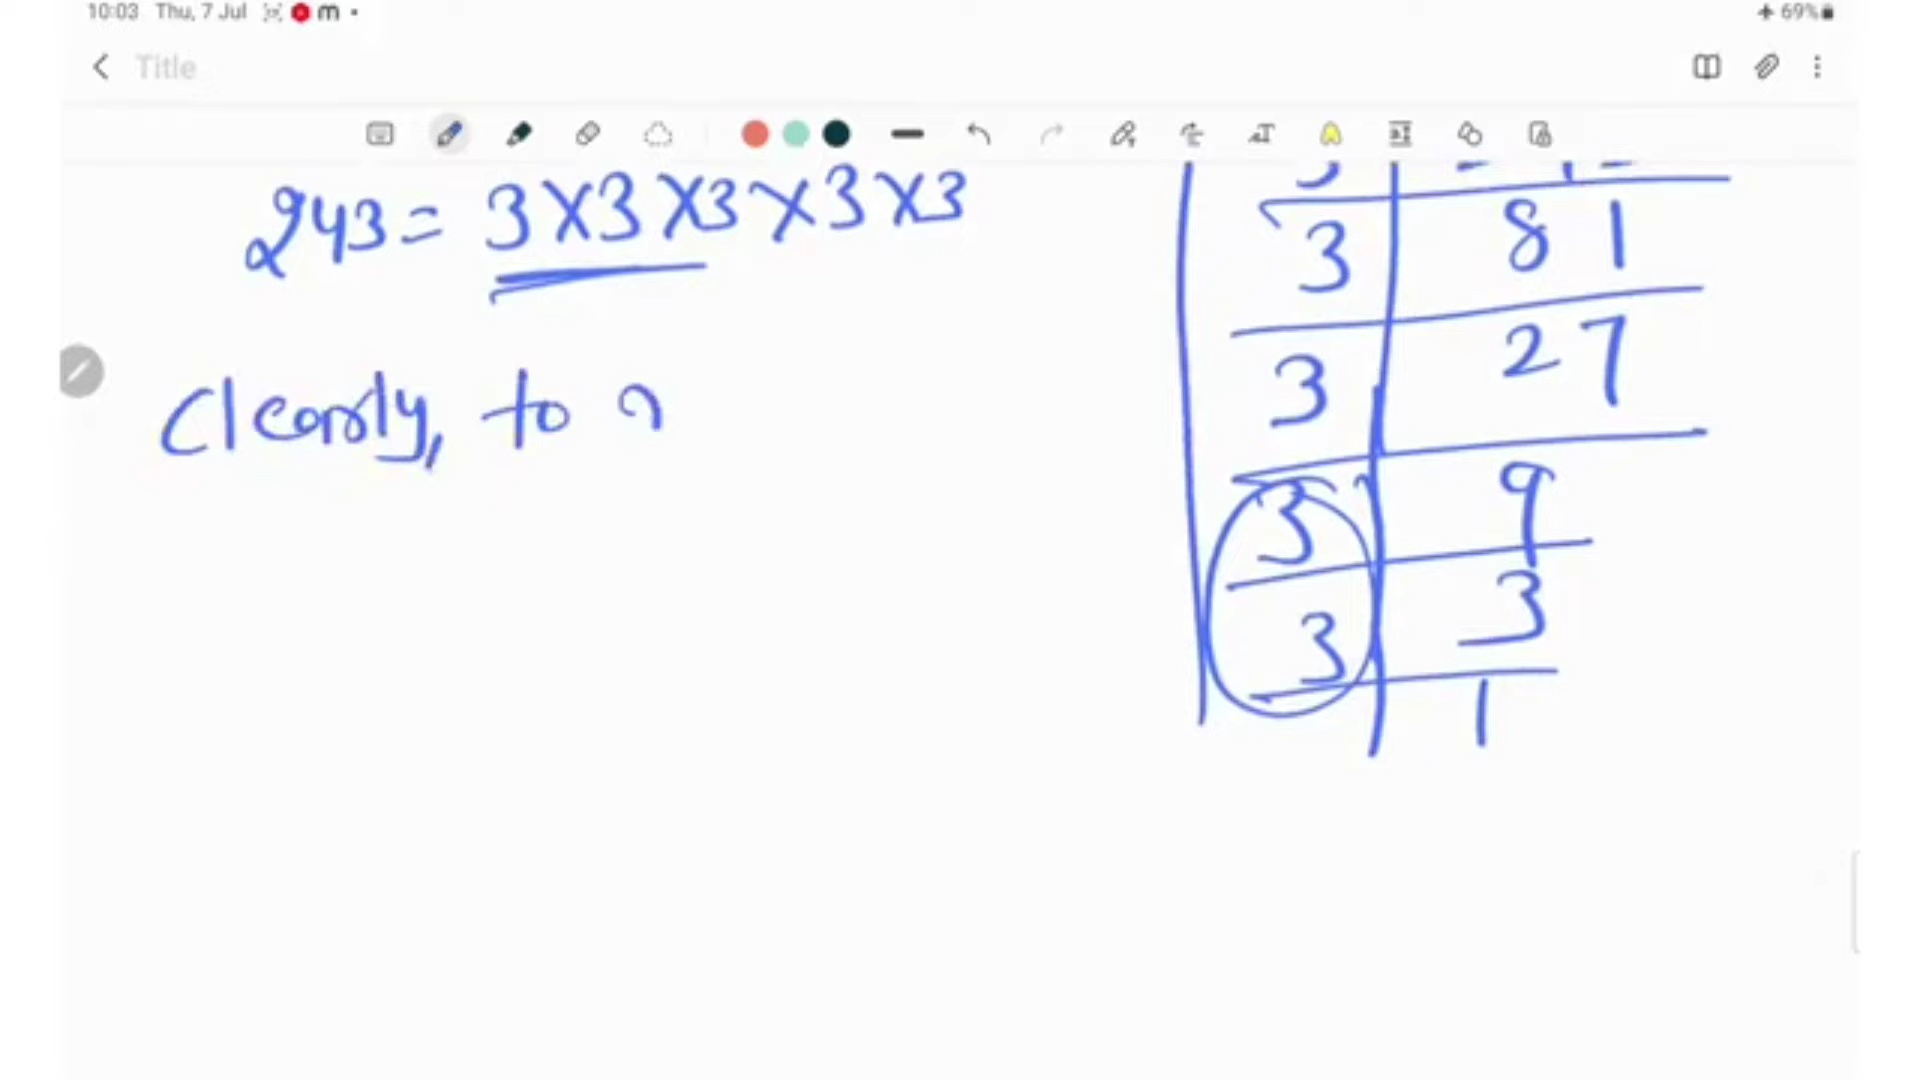 10:03 Thu, 7 Jul
69%
Title
243 = 3×3×3×3×3
3 81
3 27
3 9
3 3
1
Clearly, to